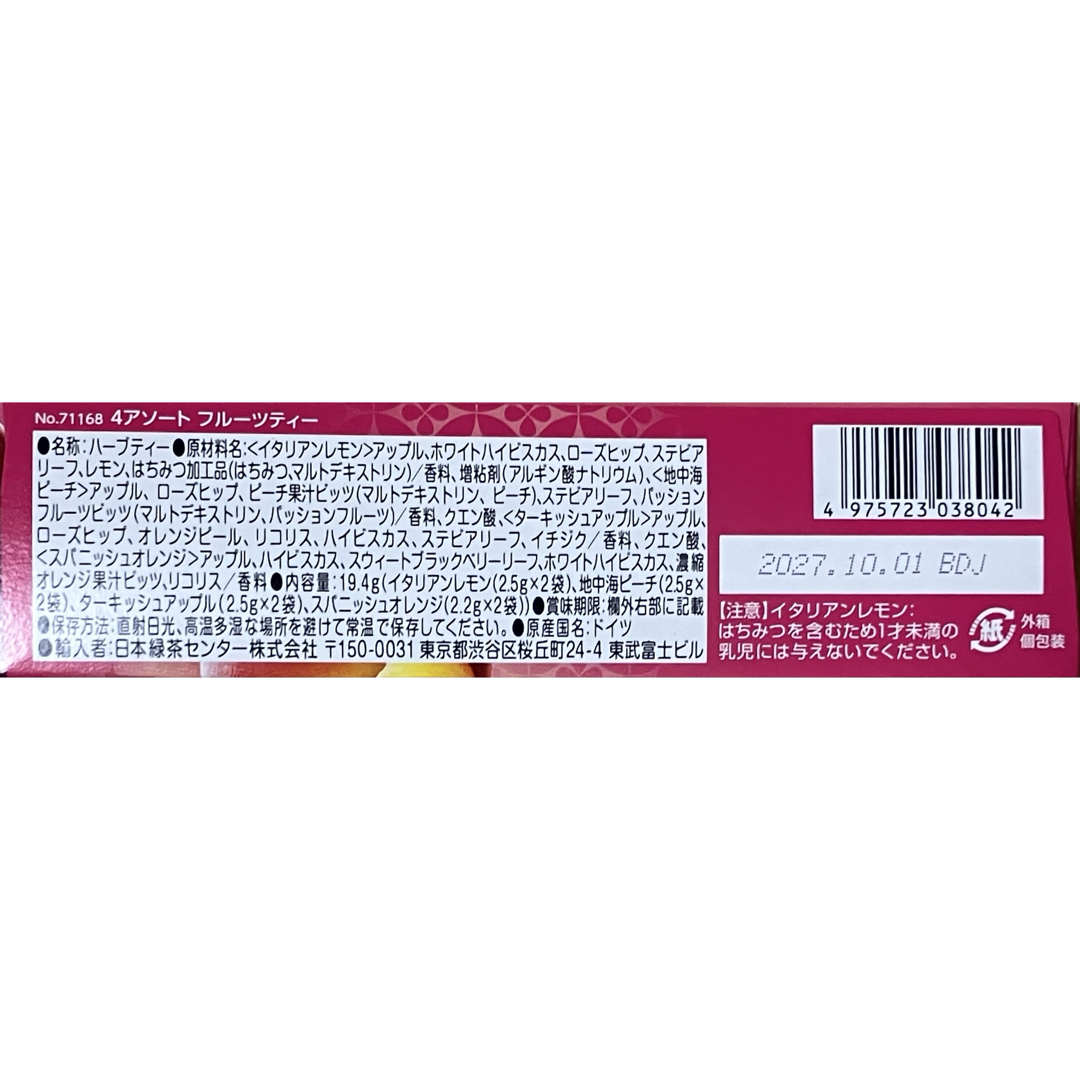 No.71168 4アソート フルーツティー
●名称:ハーブティー●原材料名:<イタリアンレモン>アップル、ホワイトハイビスカス、ローズヒップ、ステビア
リーフ、レモン、はちみつ加工品(はちみつ、マルトデキストリン)/香料、増粘剤(アルギン酸ナトリウム)、<地中海
ピーチ>アップル、ローズヒップ、ピーチ果汁ビッツ(マルトデキストリン、ピーチ)、ステビアリーフ、パッション
フルーツビッツ(マルトデキストリン、パッションフルーツ)/香料、クエン酸、<ターキッシュアップル>アップル、
ローズヒップ、オレンジピール、リコリス、ハイビスカス、ステビアリーフ、イチジク/香料、クエン酸、
<スパニッシュオレンジ>アップル、ハイビスカス、スウィートブラックベリーリーフ、ホワイトハイビスカス、濃縮
オレンジ果汁ビッツ、リコリス/香料●内容量:19.4g(イタリアンレモン(2.5g×2袋)、地中海ピーチ(2.5g×
2袋)、ターキッシュアップル(2.5g×2袋)、スパニッシュオレンジ(2.2g×2袋))●賞味期限:欄外右部に記載
●保存方法:直射日光、高温多湿な場所を避けて常温で保存してください。●原産国名:ドイツ
●輸入者:日本緑茶センター株式会社 〒150-0031 東京都渋谷区桜丘町24-4 東武富士ビル
4 975723 038042
2027.10.01 BDJ
【注意】イタリアンレモン:
はちみつを含むため1才未満の
乳児には与えないでください。
紙
外箱
個包装